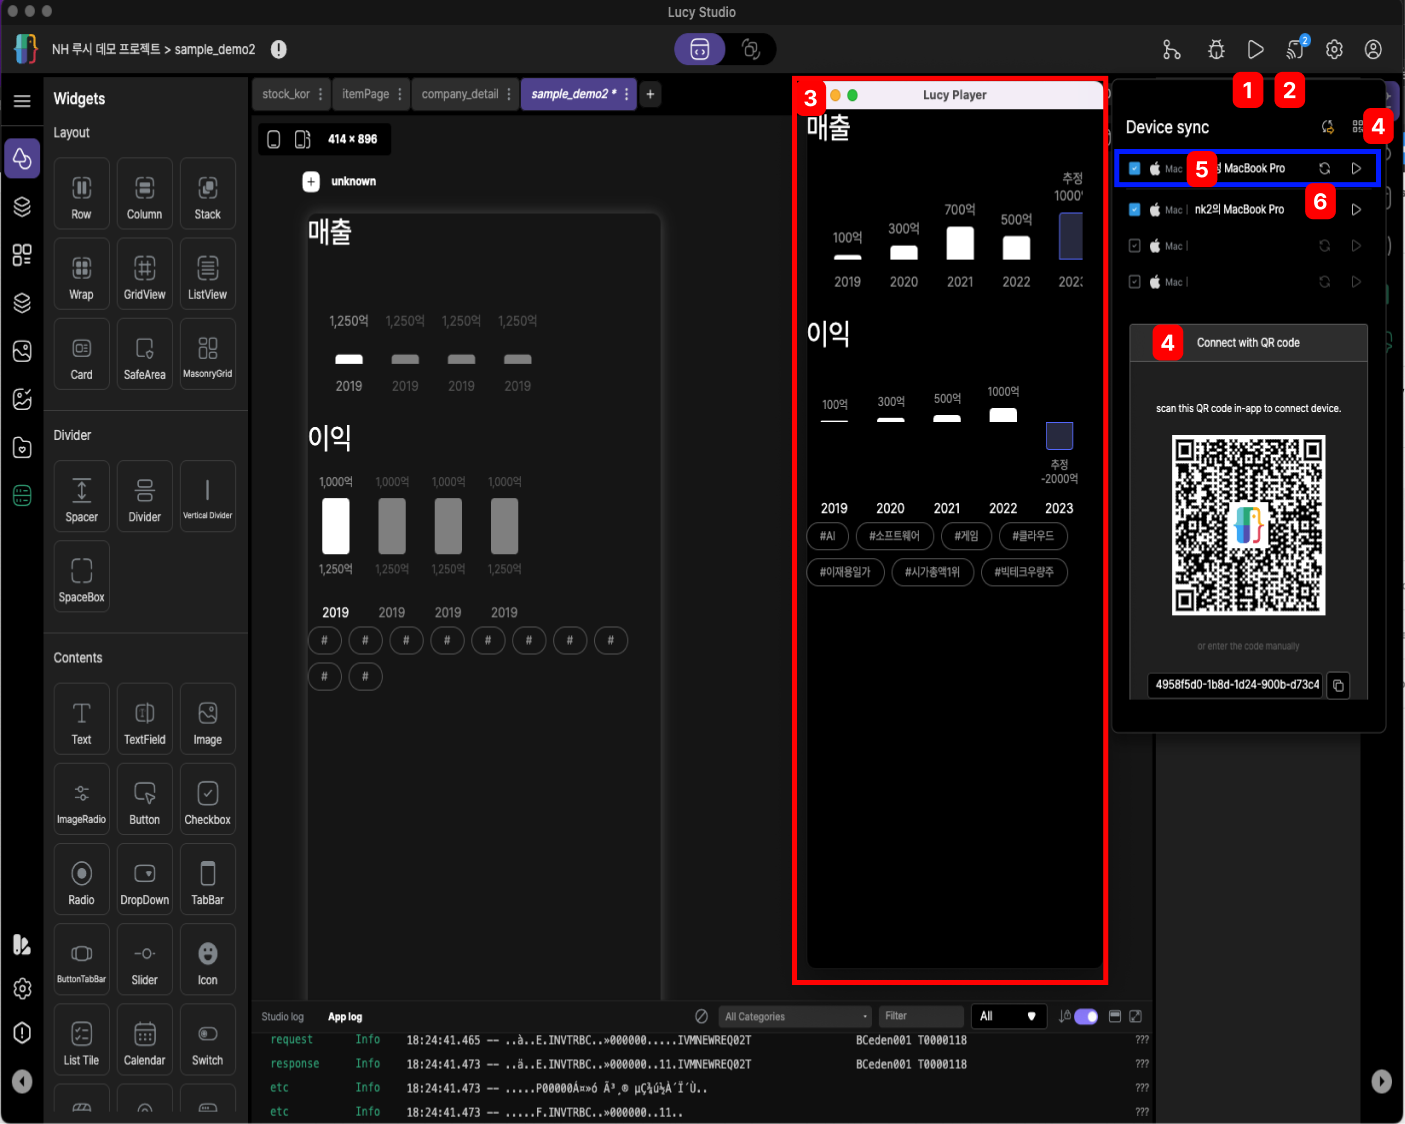 Lucy Studio
NH 루시 데모 프로젝트 > sample_demo2
2
1
2
Widgets
Layout
Row
Column
Stack
Wrap
GridView
ListView
Card
SafeArea
MasonryGrid
Divider
Spacer
Divider
Vertical Divider
SpaceBox
Contents
Text
TextField
Image
ImageRadio
Button
Checkbox
Radio
DropDown
TabBar
ButtonTabBar
Slider
Icon
List Tile
Calendar
Switch
stock_kor
itemPage
company_detail
sample_demo2 *
+
414 × 896
+ unknown
매출
1,250억 1,250억 1,250억 1,250억
2019 2019 2019 2019
이익
1,000억 1,000억 1,000억 1,000억
1,250억 1,250억 1,250억 1,250억
2019 2019 2019 2019
# # # # # # # #
# #
3
Lucy Player
매출
추정
700억
500억
300억
100억
2019 2020 2021 2022
이익
100억 300억 500억 1000억
추정
-2000억
2019 2020 2021 2022 2023
#AI #소프트웨어 #게임 #클라우드
#이재용일가 #시가총액1위 #빅테크우량주
Device sync
4
Mac
5
MacBook Pro
6
Mac | nk2의 MacBook Pro
Mac |
Mac |
4
Connect with QR code
scan this QR code in-app to connect device.
or enter the code manually
4958f5d0-1b8d-1d24-900b-d73c4
Studio log
App log
All Categories
Filter
All
request Info 18:24:41.465 -- ..à..E.INVTRBC..»000000.....IVMNEWREQ02T BCeden001 T0000118 ???
response Info 18:24:41.473 -- ..ä..E.INVTRBC..»000000..11.IVMNEWREQ02T BCeden001 T0000118 ???
etc Info 18:24:41.473 -- ???
etc Info 18:24:41.473 -- .....F.INVTRBC..»000000..11.. ???